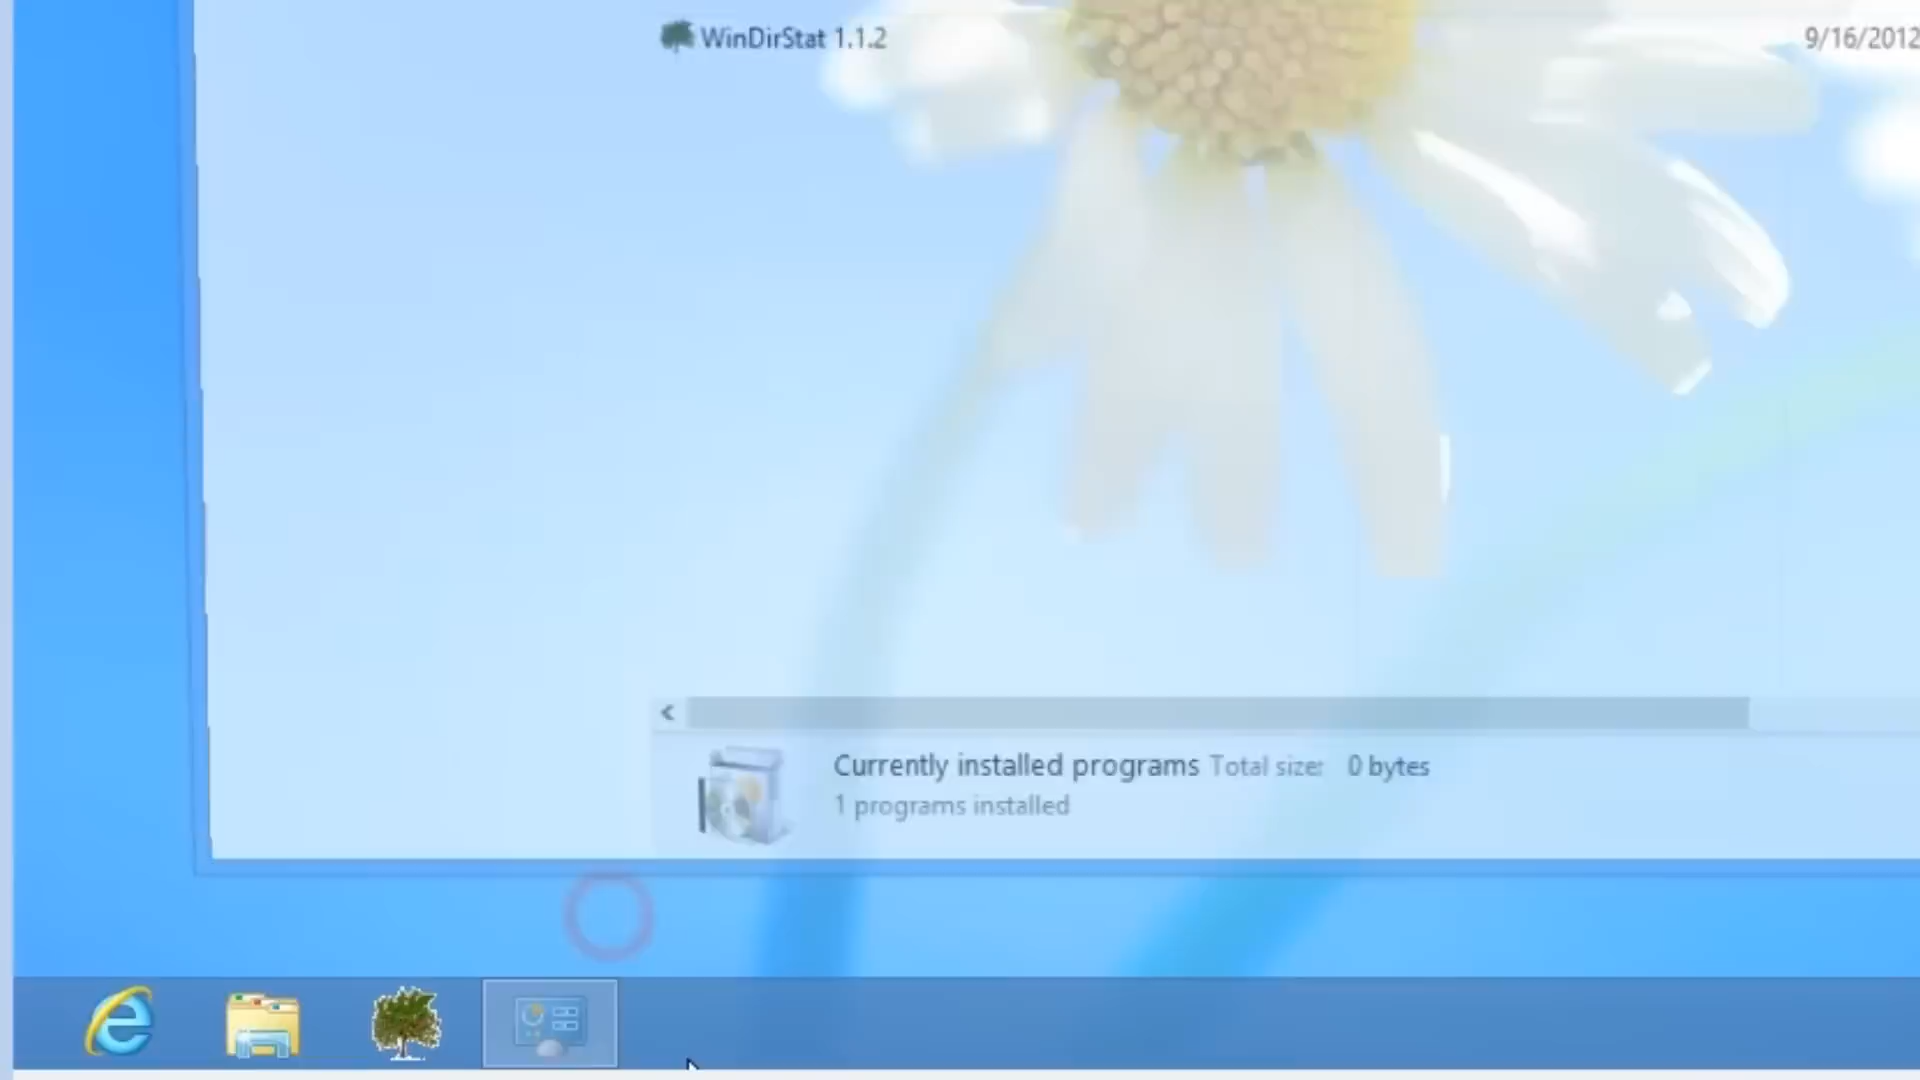 WinDirStat 1.1.2 9/16/2012
Currently installed programs Total size: 0 bytes
1 programs installed